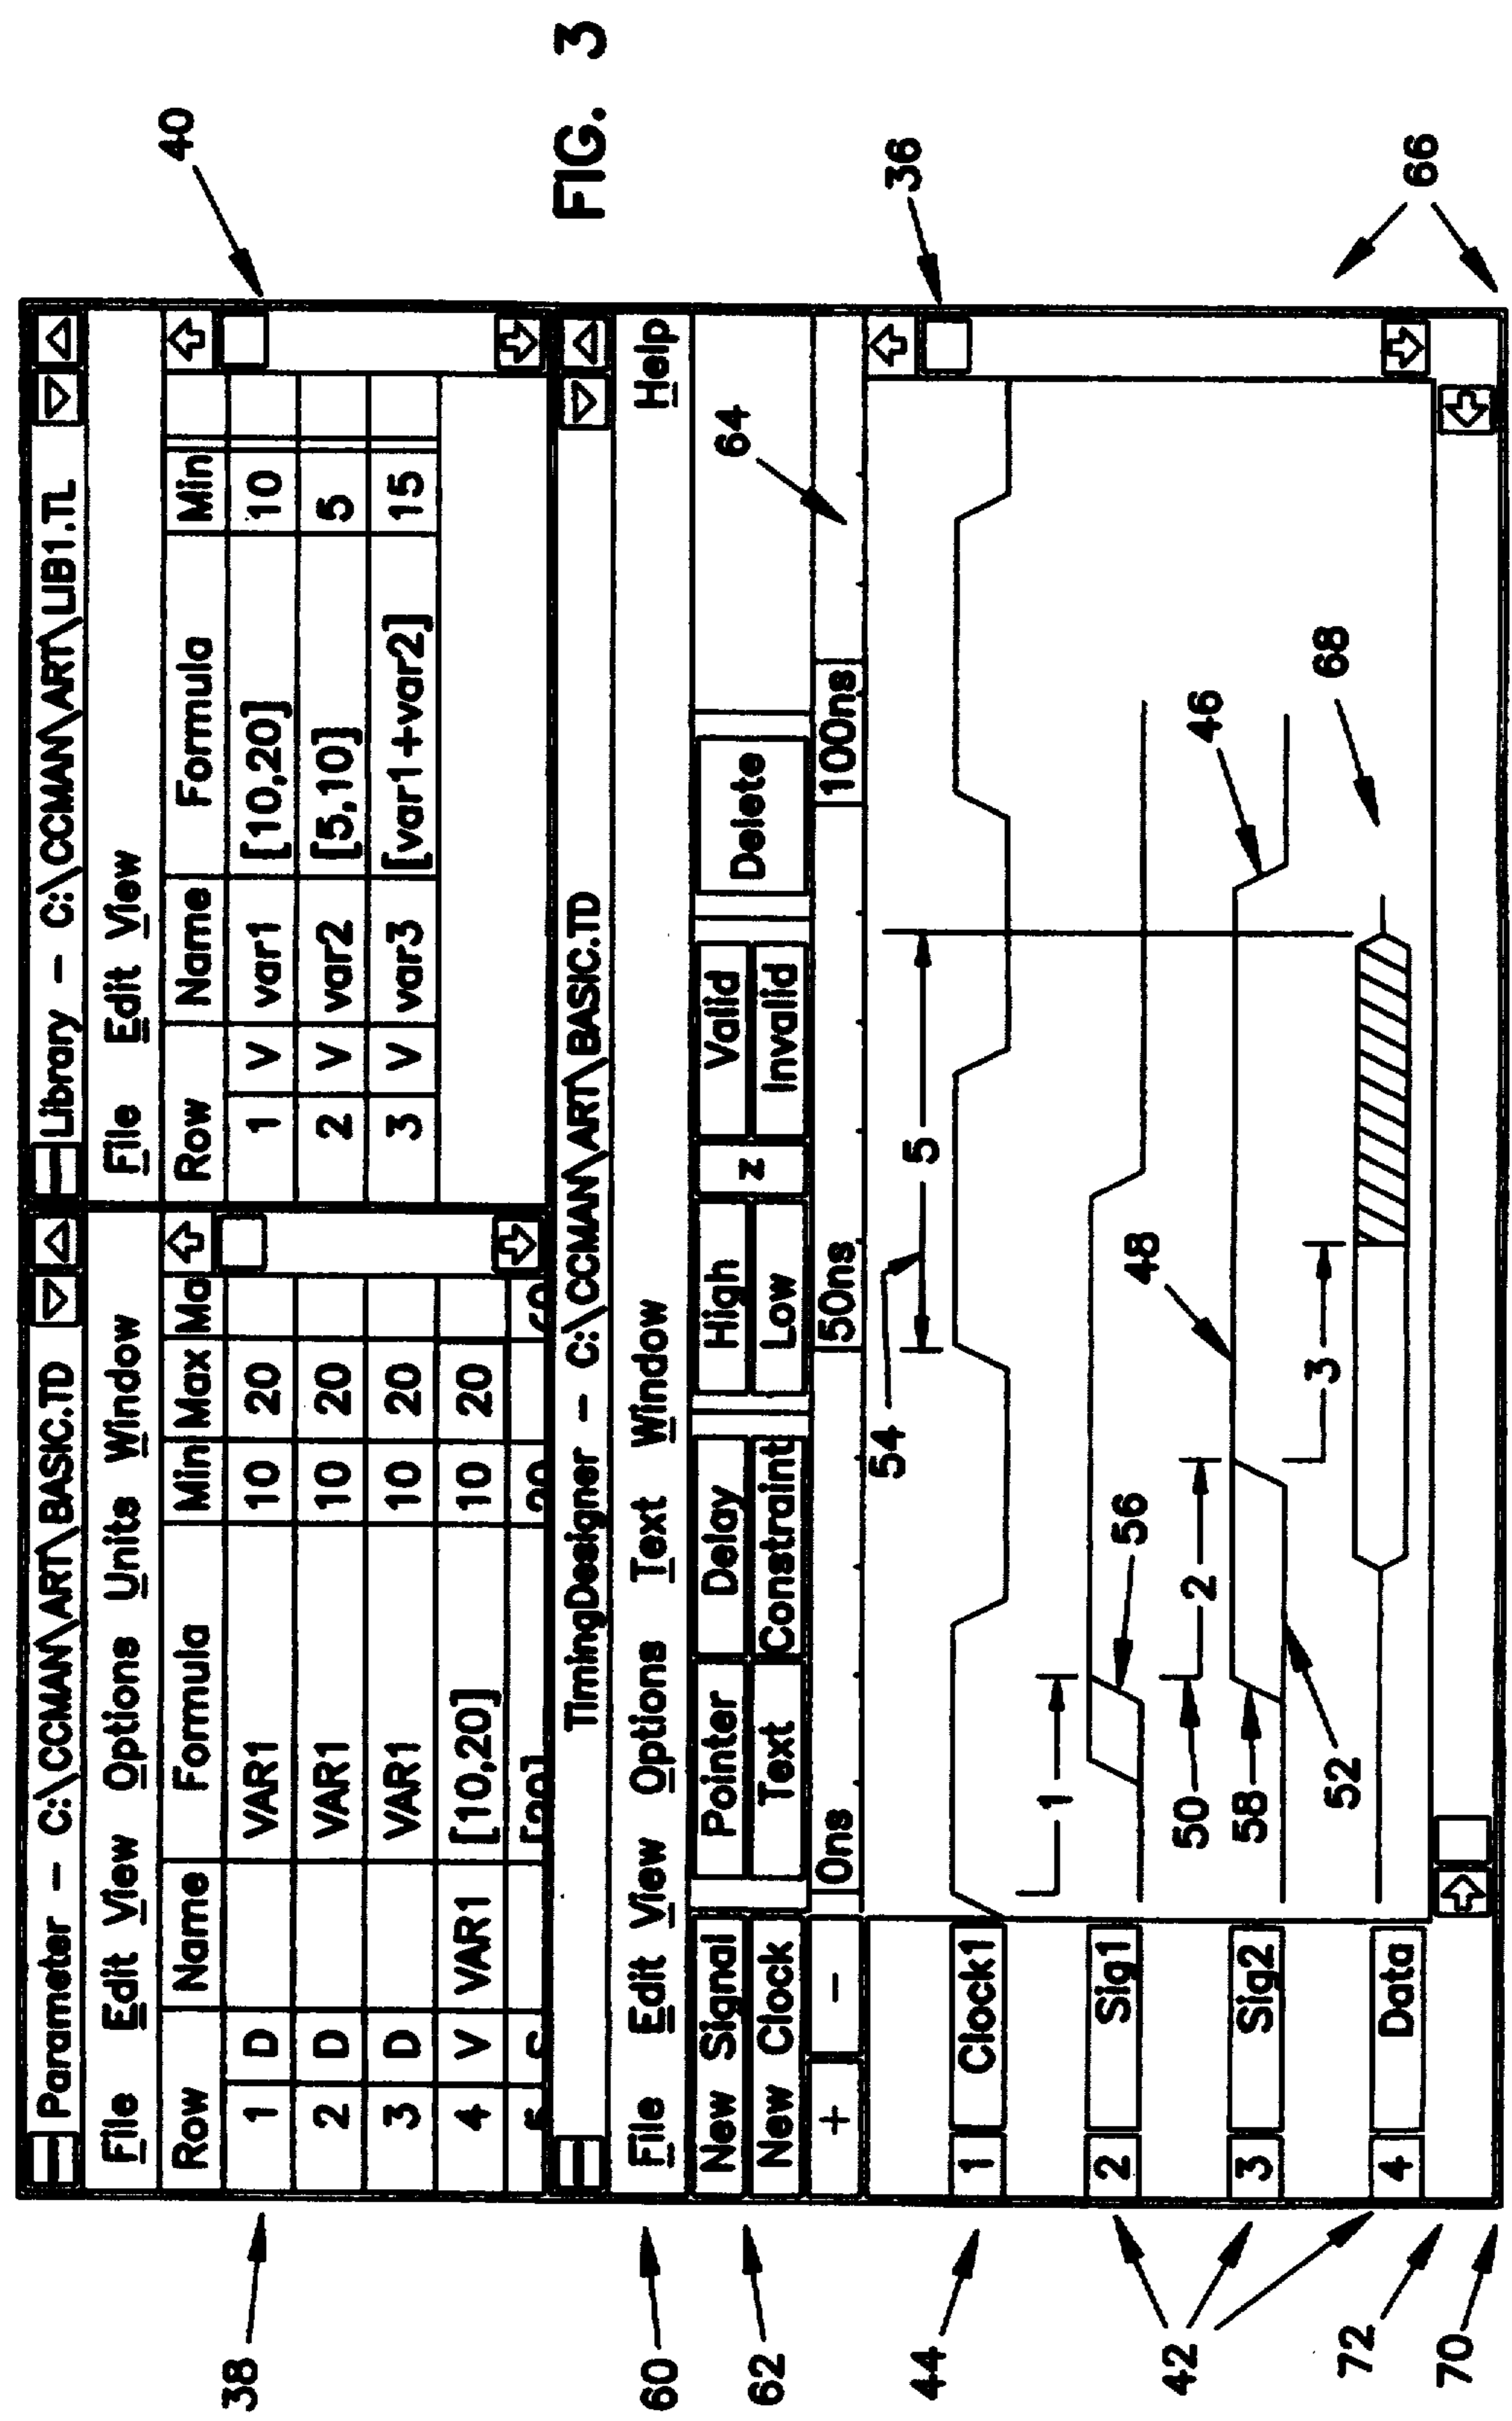 FIG. 3
Parameter - C:\CCMAN\ART\BASIC.TD
File Edit View Options Units Window
Row Name Formula Min Max Ma
1 D VAR1 10 20
2 D VAR1 10 20
3 D VAR1 10 20
4 V VAR1 [10,20] 10 20
Library - C:\CCMAN\ART\LIB1.TL
File Edit View
Row Name Formula Min
1 V var1 [10,20] 10
2 V var2 [5,10] 5
3 V var3 [var1+var2] 15
38
40
TimingDesigner - C:\CCMAN\ART\BASIC.TD
File Edit View Options Text Window Help
60
New Signal Pointer Delay High z Valid Delete
New Clock Text Constraint Low Invalid
62
+ - 0ns 50ns 100ns
64
54
36
5
1 Clock1
44
1
56
2 Sig1
50
2
48
46
58
3 Sig2
42
52
3
68
66
4 Data
72
70